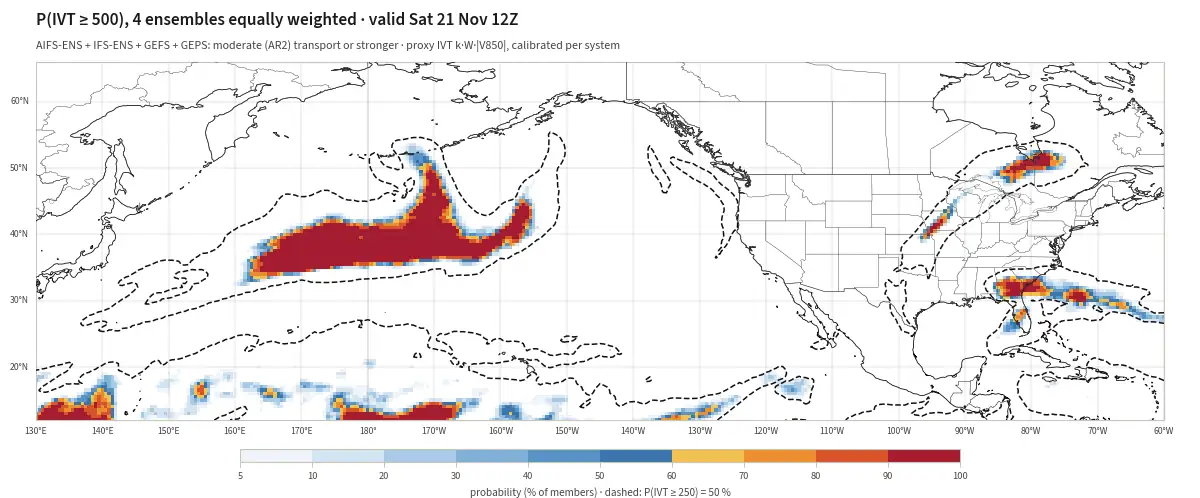 P(IVT ≥ 500), 4 ensembles equally weighted · valid Sat 21 Nov 12Z
AIFS-ENS + IFS-ENS + GEFS + GEPS: moderate (AR2) transport or stronger · proxy IVT k·W·|V850|, calibrated per system
60°N
50°N
40°N
30°N
20°N
130°E 140°E 150°E 160°E 180° 170°W 160°W 150°W 140°W 130°W 120°W 110°W 100°W 90°W 80°W 70°W 60°W
5 10 20 30 40 50 60 70 80 90 100
probability (% of members) · dashed: P(IVT ≥ 250) = 50 %